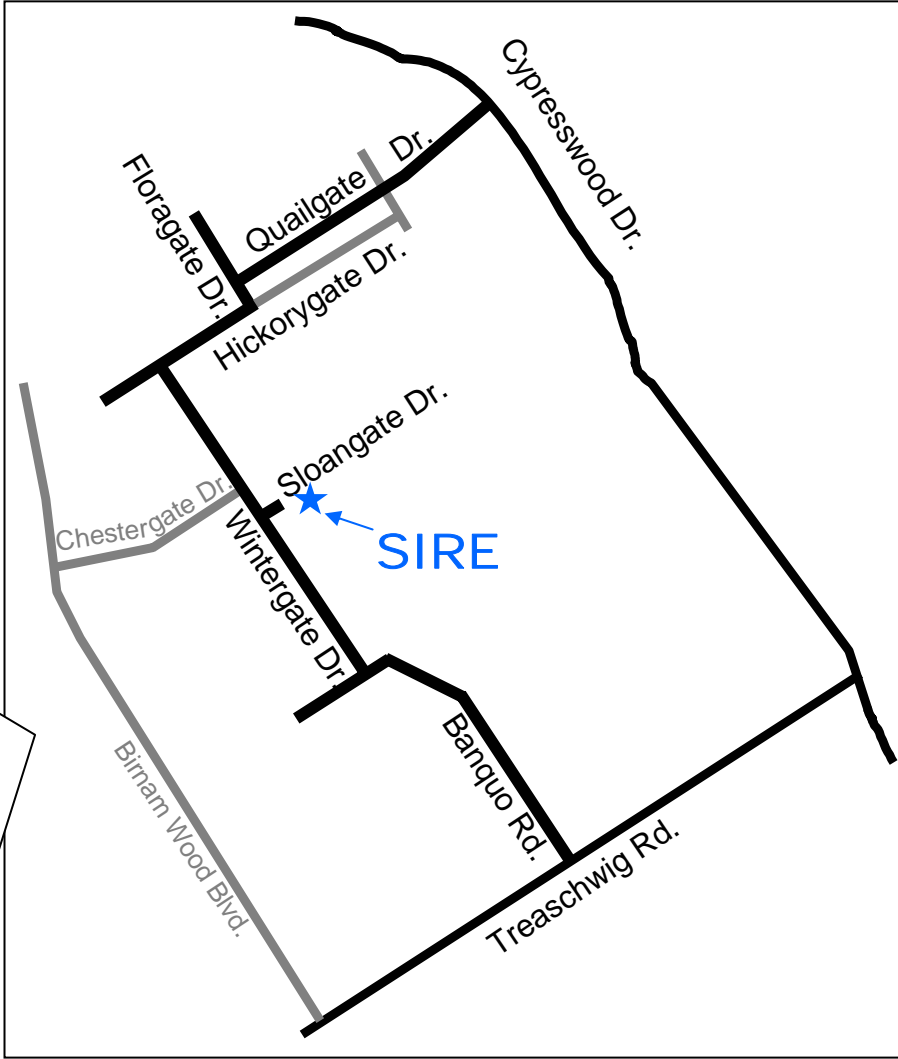 Cypresswood Dr.
Quailgate Dr.
Floragate Dr.
Hickorygate Dr.
Sloangate Dr.
Chestergate Dr.
SIRE
Wintergate Dr.
Banquo Rd.
Birnam Wood Blvd.
Treaschwig Rd.